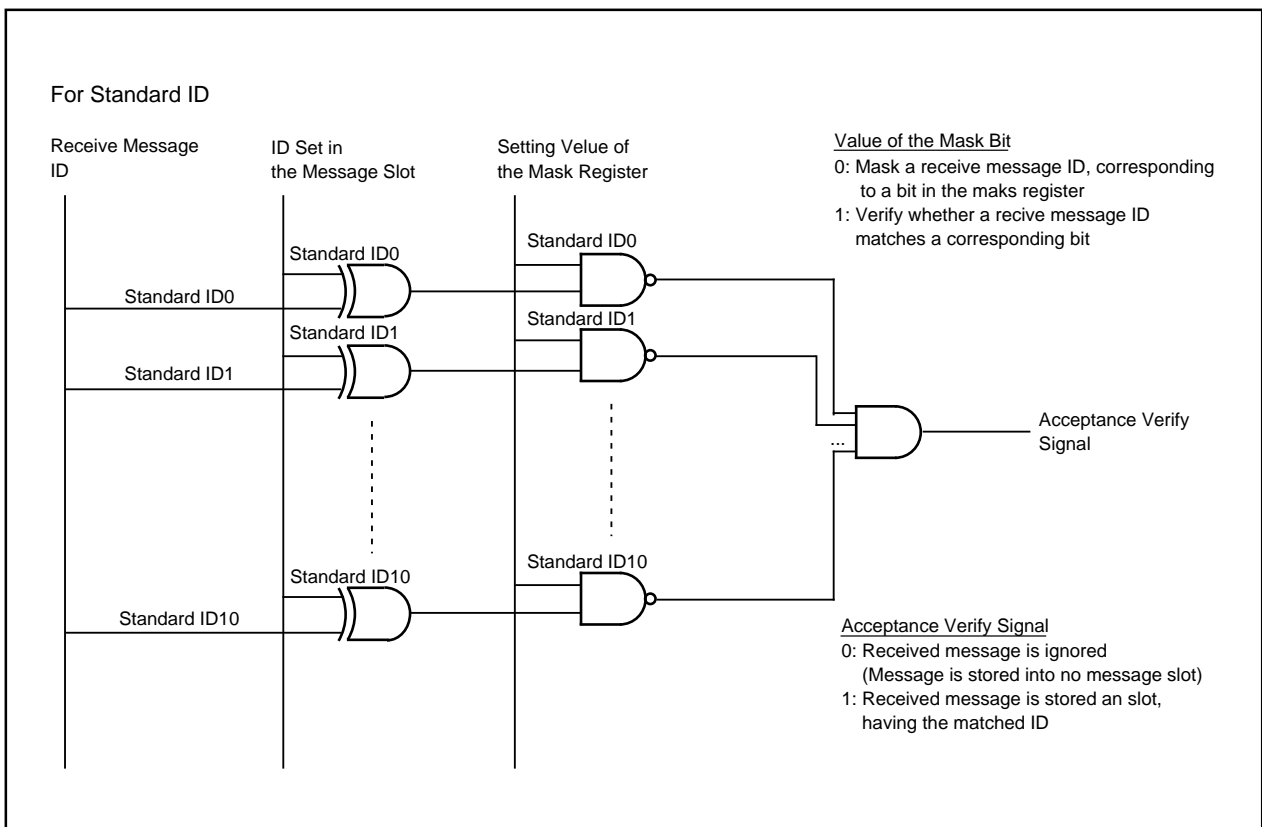 For Standard ID
Receive Message
ID
ID Set in
the Message Slot
Setting Velue of
the Mask Register
Value of the Mask Bit
0: Mask a receive message ID, corresponding
to a bit in the maks register
1: Verify whether a recive message ID
matches a corresponding bit
Standard ID0
Standard ID0
Standard ID0
Standard ID1
Standard ID1
Standard ID1
...
Acceptance Verify
Signal
Standard ID10
Standard ID10
Standard ID10
Acceptance Verify Signal
0: Received message is ignored
(Message is stored into no message slot)
1: Received message is stored an slot,
having the matched ID